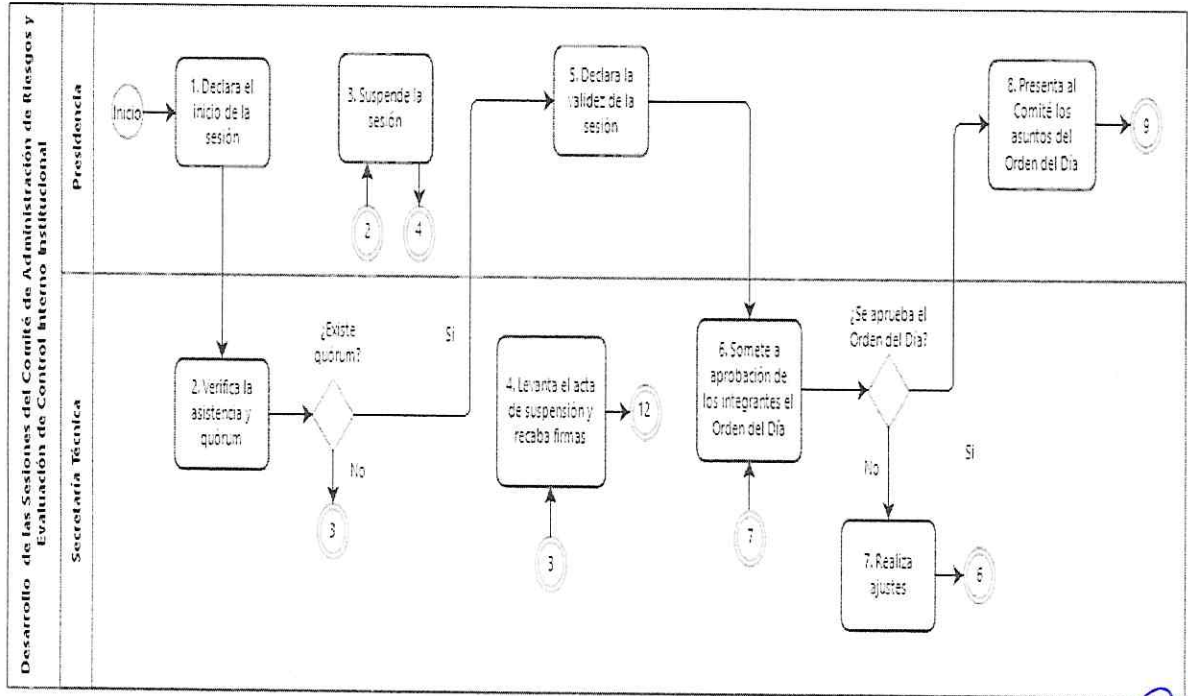 Desarrollo de las Sesiones del Comité de Administración de Riesgos y
Evaluación de Control Interno Institucional
Presidencia
Inicio
1. Declara el
inicio de la
sesión
3. Suspende la
sesión
2
4
5. Declara la
validez de la
sesión
8. Presenta al
Comité los
asuntos del
Orden del Día
9
Secretaría Técnica
2. Verifica la
asistencia y
quórum
¿Existe
quórum?
Si
No
3
4. Levanta el acta
de suspensión y
recaba firmas
12
3
6. Somete a
aprobación de
los integrantes el
Orden del Día
7
¿Se aprueba el
Orden del Día?
Si
No
7. Realiza
ajustes
6